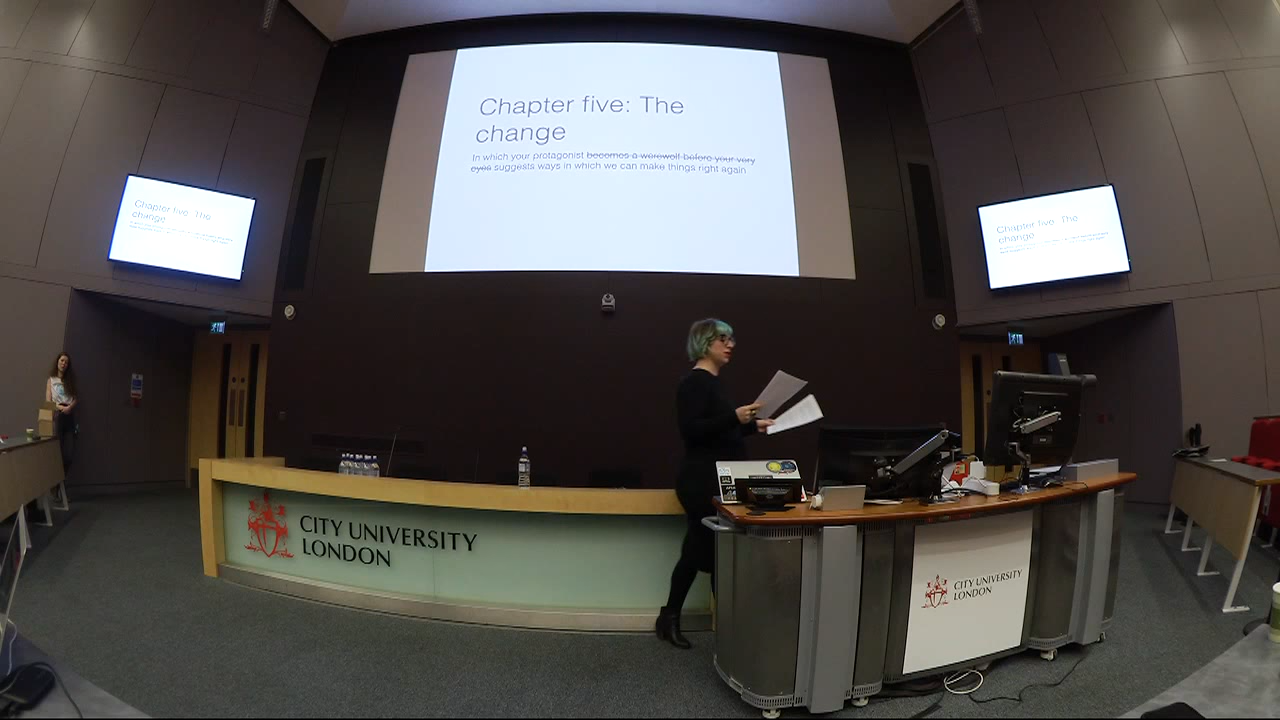 Chapter five: The
change
In which your protagonist becomes a werewolf before your very
eyes suggests ways in which we can make things right again
Chapter five: The
change
Chapter five: The
change
CITY UNIVERSITY
LONDON
CITY UNIVERSITY
LONDON